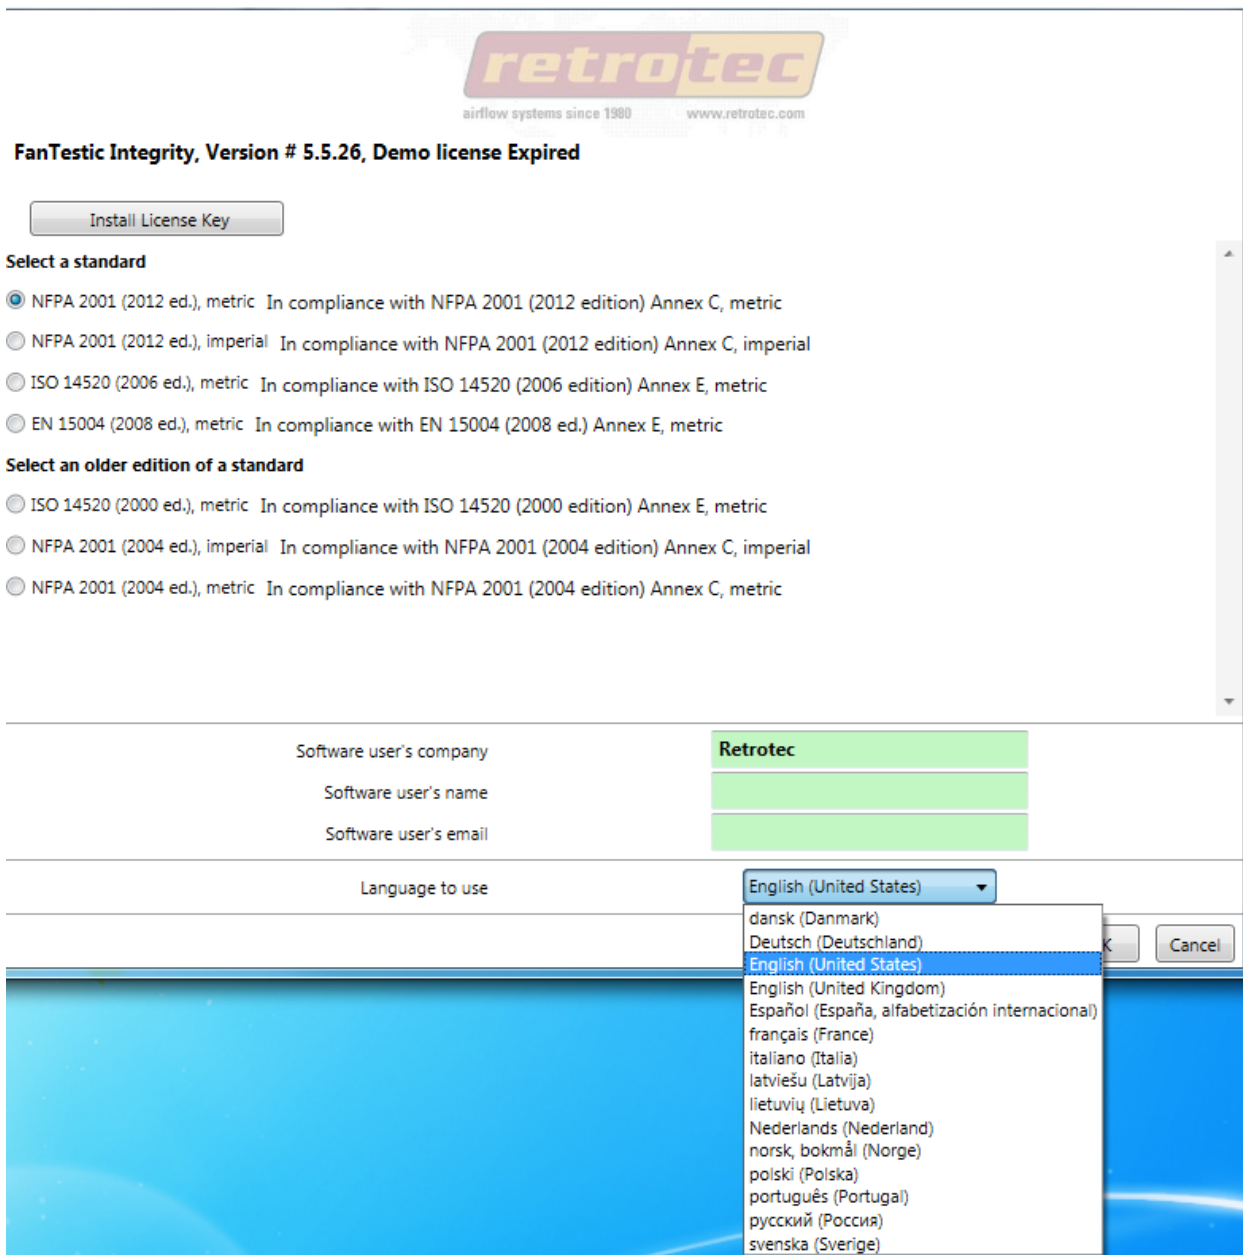 retrotec
airflow systems since 1980 www.retrotec.com
FanTestic Integrity, Version # 5.5.26, Demo license Expired
Install License Key
Select a standard
NFPA 2001 (2012 ed.), metric In compliance with NFPA 2001 (2012 edition) Annex C, metric
NFPA 2001 (2012 ed.), imperial In compliance with NFPA 2001 (2012 edition) Annex C, imperial
ISO 14520 (2006 ed.), metric In compliance with ISO 14520 (2006 edition) Annex E, metric
EN 15004 (2008 ed.), metric In compliance with EN 15004 (2008 ed.) Annex E, metric
Select an older edition of a standard
ISO 14520 (2000 ed.), metric In compliance with ISO 14520 (2000 edition) Annex E, metric
NFPA 2001 (2004 ed.), imperial In compliance with NFPA 2001 (2004 edition) Annex C, imperial
NFPA 2001 (2004 ed.), metric In compliance with NFPA 2001 (2004 edition) Annex C, metric
Software user's company Retrotec
Software user's name
Software user's email
Language to use English (United States)
dansk (Danmark)
Deutsch (Deutschland)
K Cancel
English (United States)
English (United Kingdom)
Español (España, alfabetización internacional)
français (France)
italiano (Italia)
latviešu (Latvija)
lietuvių (Lietuva)
Nederlands (Nederland)
norsk, bokmål (Norge)
polski (Polska)
português (Portugal)
русский (Россия)
svenska (Sverige)